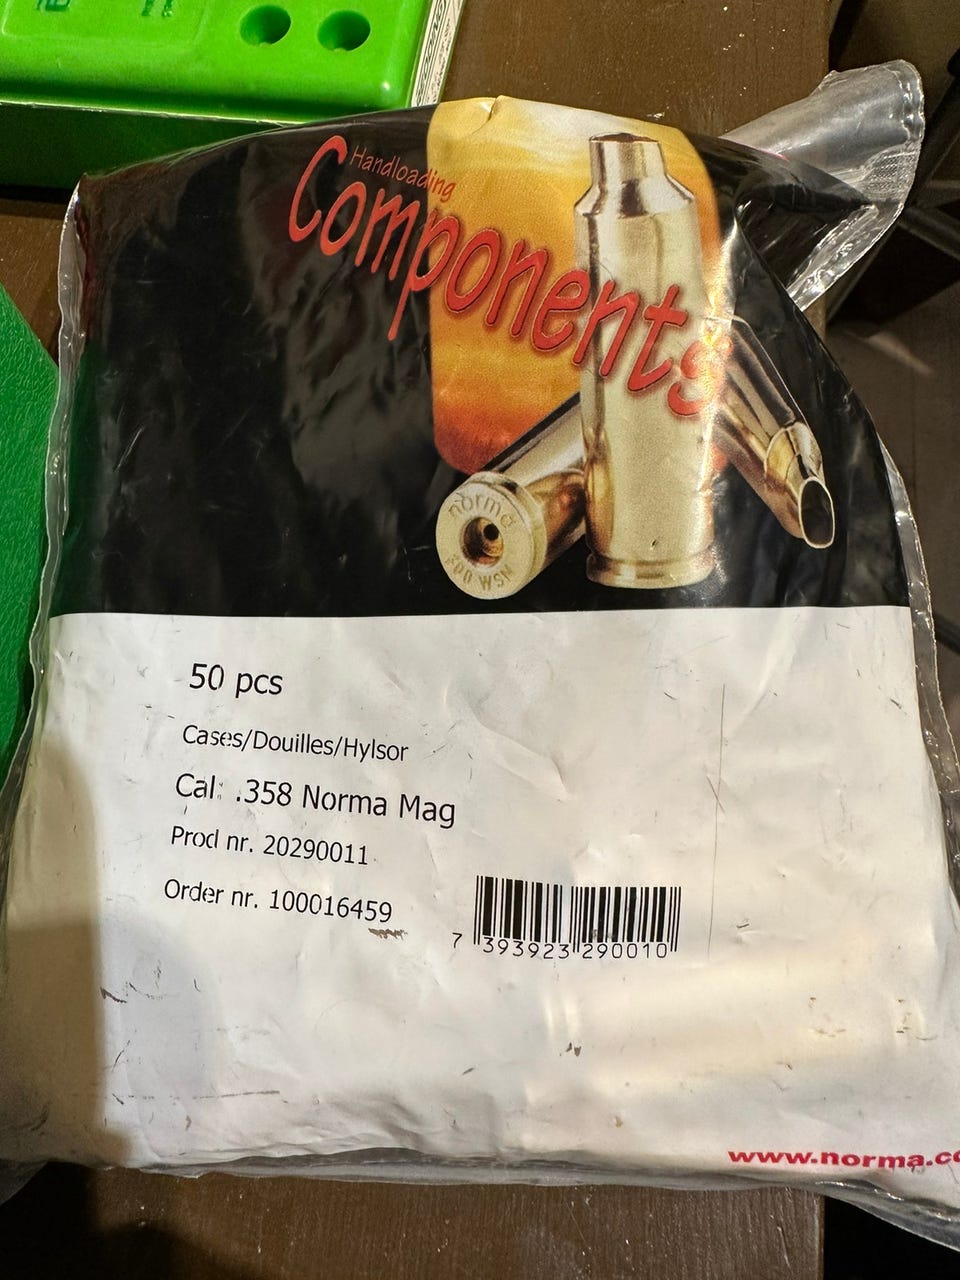 Handloading
Components
norma
300 WSM
50 pcs
Cases/Douilles/Hylsor
Cal: .358 Norma Mag
Prod nr. 20290011
Order nr. 100016459
7 393923 290010
www.norma.cc